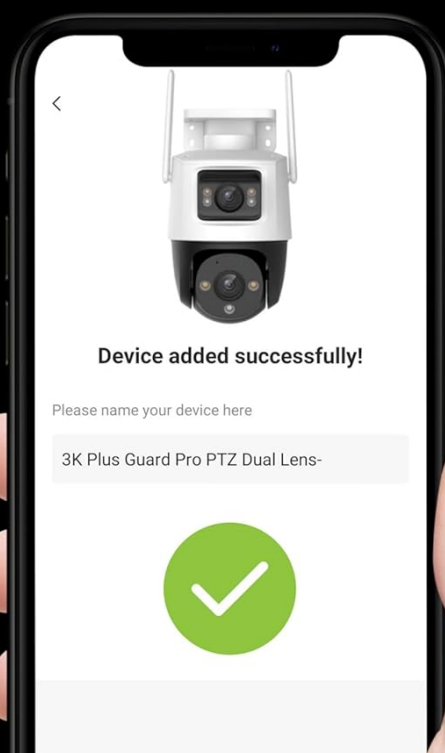 Device added successfully!
Please name your device here
3K Plus Guard Pro PTZ Dual Lens-